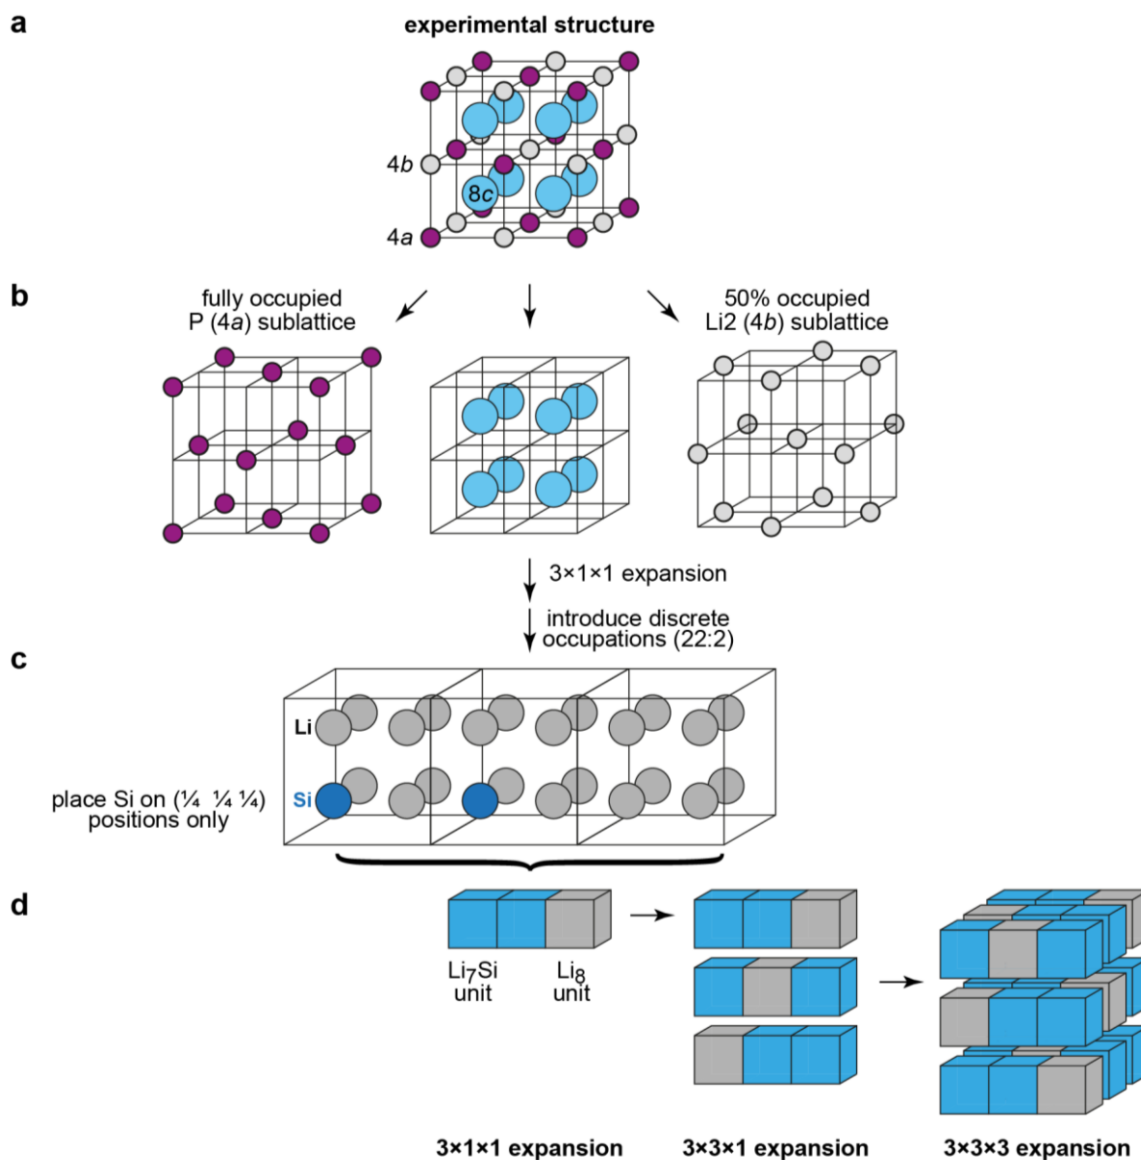 a
experimental structure
4b
8c
4a
b
fully occupied
P (4a) sublattice
50% occupied
Li2 (4b) sublattice
3×1×1 expansion
introduce discrete
occupations (22:2)
c
Li
Si
place Si on (¼ ¼ ¼)
positions only
d
Li₇Si
unit
Li₈
unit
3×1×1 expansion
3×3×1 expansion
3×3×3 expansion